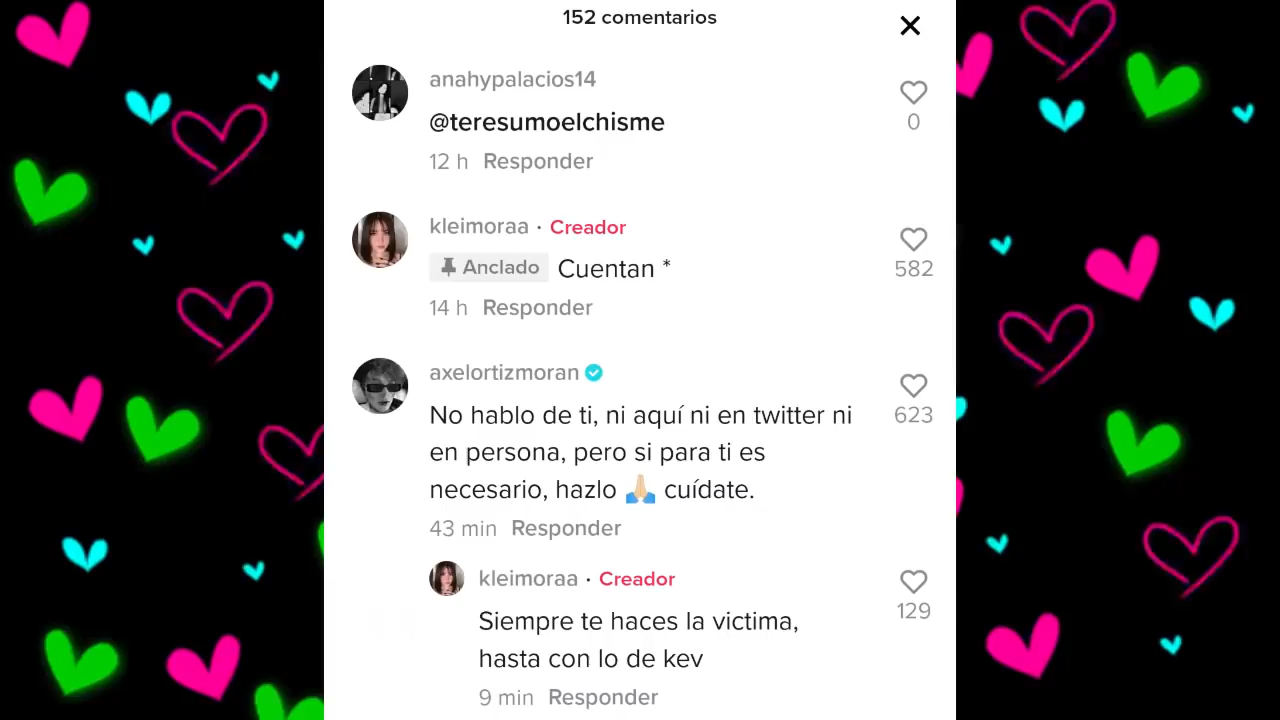 152 comentarios
anahypalacios14
@teresumoelchisme
0
12 h Responder
kleimoraa · Creador
Anclado Cuentan *
582
14 h Responder
axelortizmoran
No hablo de ti, ni aquí ni en twitter ni
en persona, pero si para ti es
necesario, hazlo 🙏🏼 cuídate.
623
43 min Responder
kleimoraa · Creador
Siempre te haces la victima,
hasta con lo de kev
129
9 min Responder